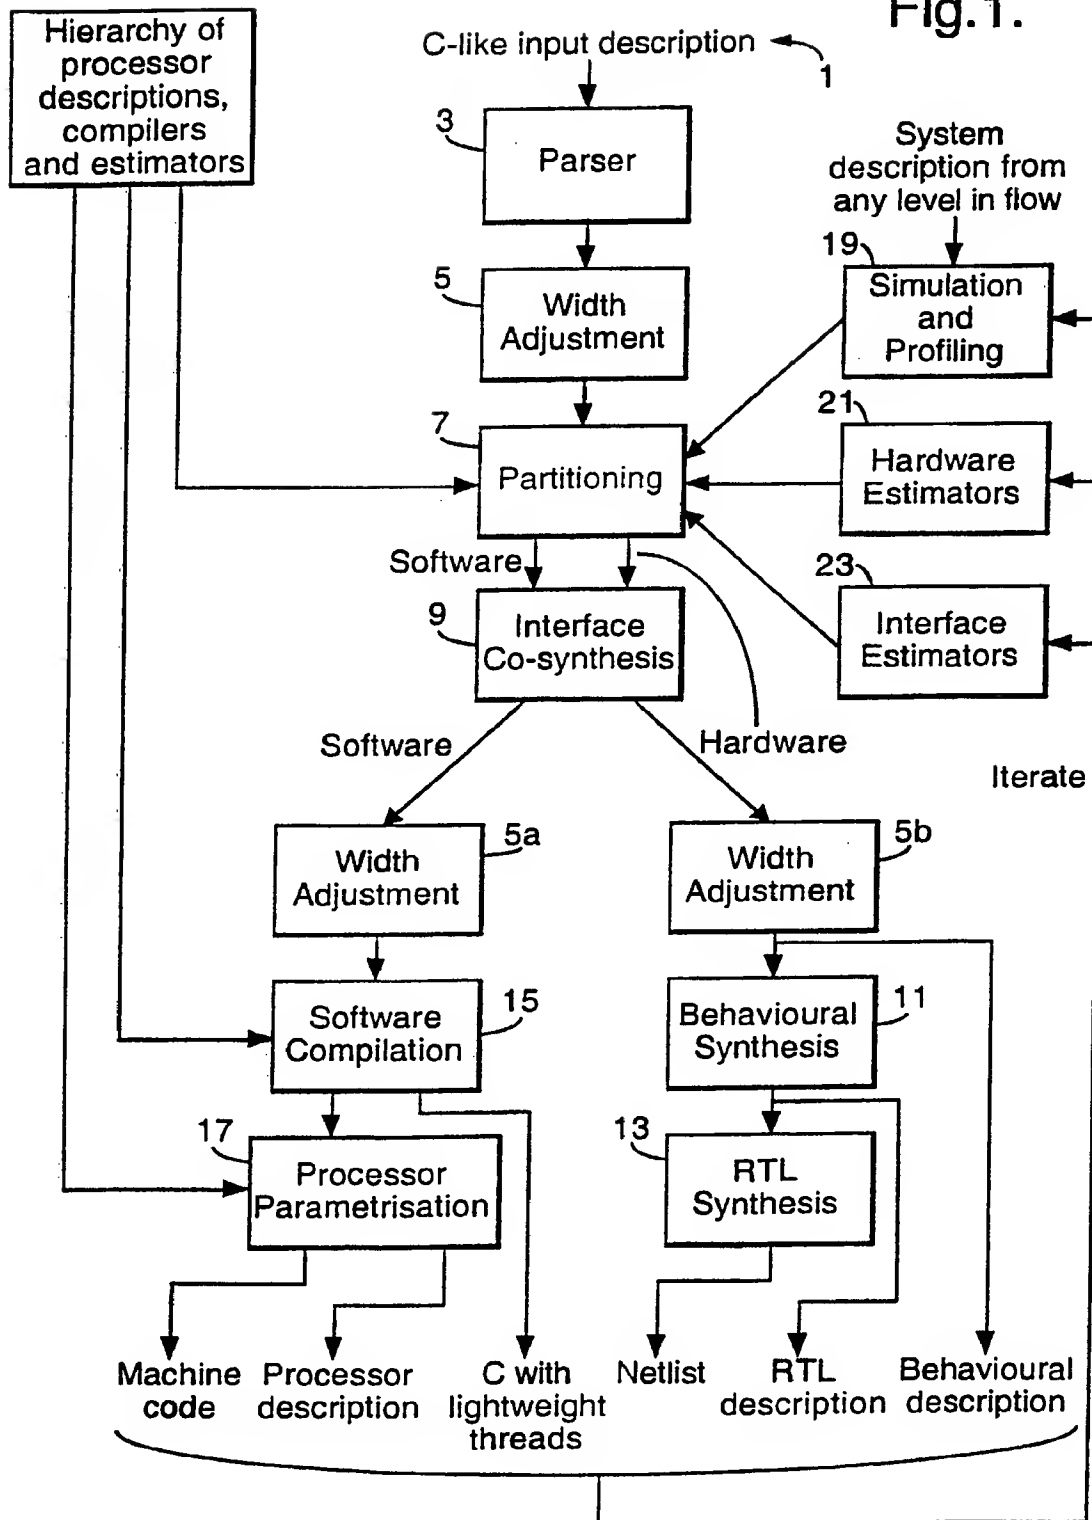 Fig.1.
Hierarchy of
processor
descriptions,
compilers
and estimators
C-like input description
1
3
Parser
System
description from
any level in flow
5
Width
Adjustment
19
Simulation
and
Profiling
7
Partitioning
21
Hardware
Estimators
Software
Hardware
9
Interface
Co-synthesis
23
Interface
Estimators
Software
Iterate
Width
Adjustment
5a
Width
Adjustment
5b
Software
Compilation
15
Behavioural
Synthesis
11
17
Processor
Parametrisation
13
RTL
Synthesis
Machine
code
Processor
description
C with
lightweight
threads
Netlist
RTL
description
Behavioural
description